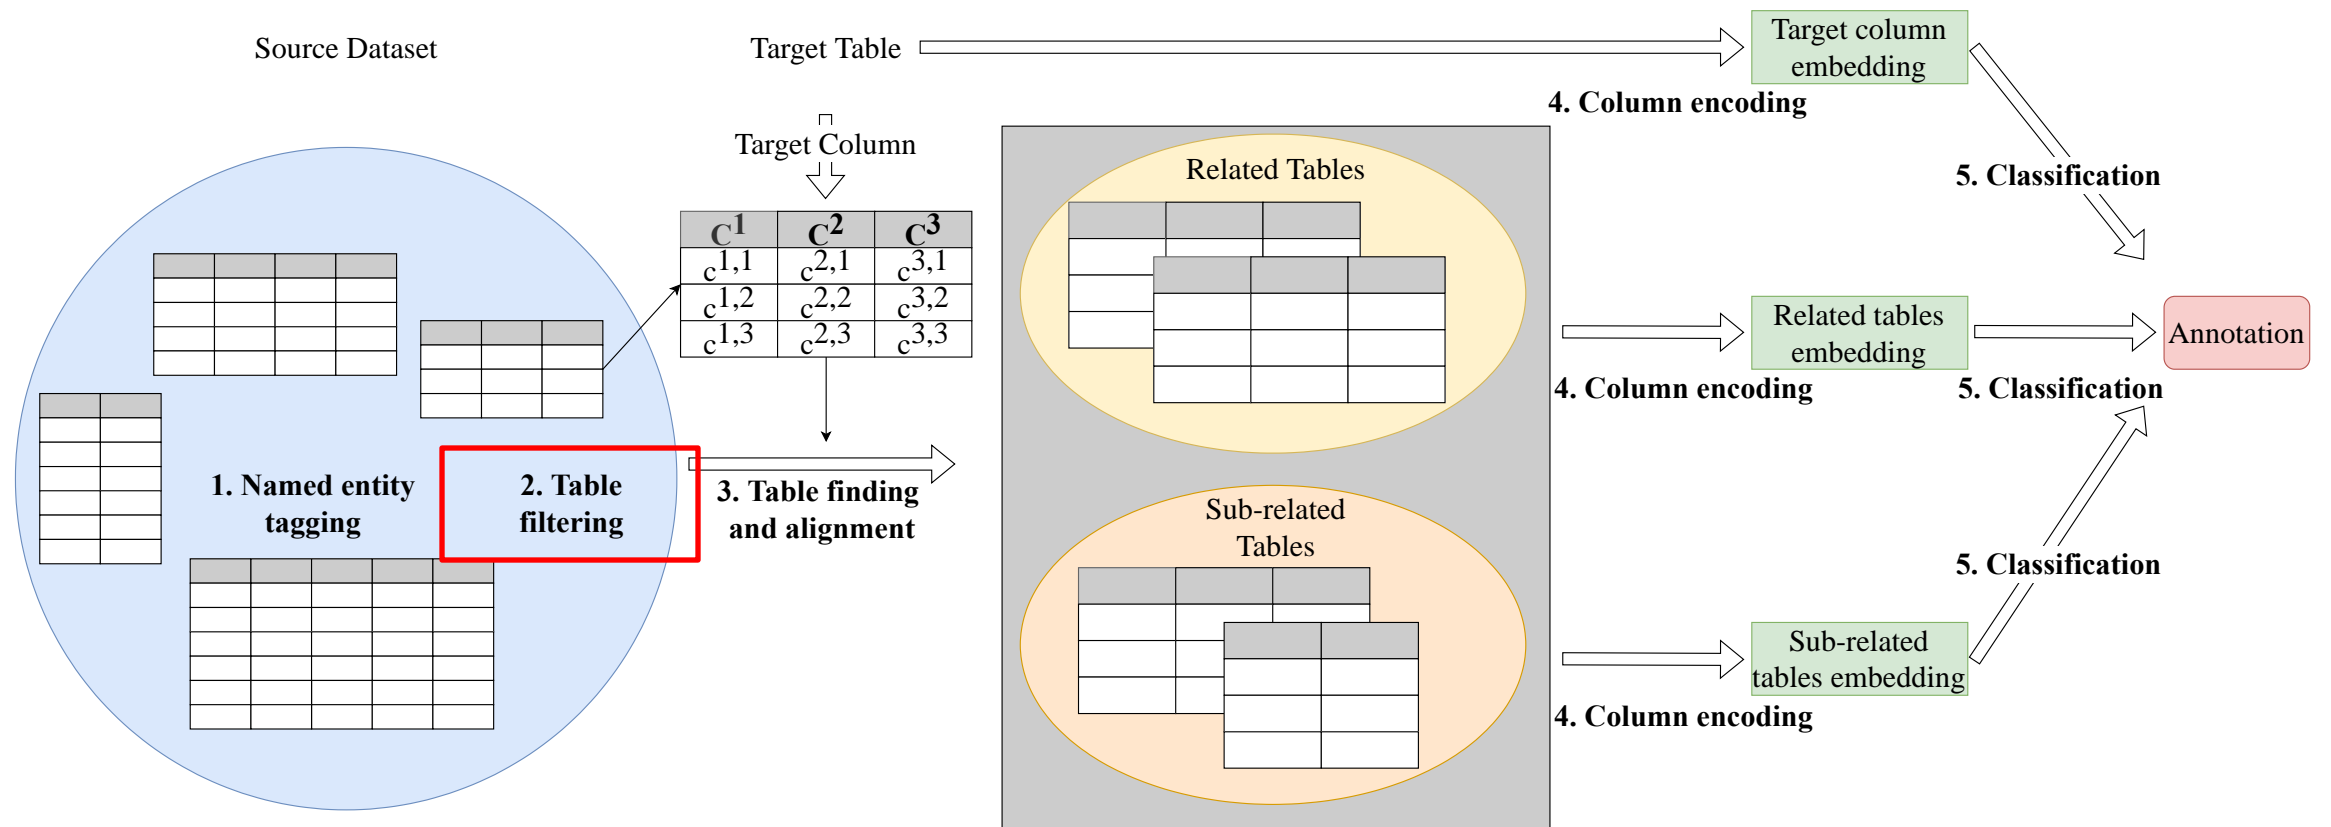 Source Dataset
Target Table
Target column
embedding
4. Column encoding
Target Column
5. Classification
Related Tables
C1 C2 C3
c1,1 c2,1 c3,1
c1,2 c2,2 c3,2
c1,3 c2,3 c3,3
Related tables
embedding
Annotation
4. Column encoding
5. Classification
1. Named entity
tagging
2. Table
filtering
3. Table finding
and alignment
Sub-related
Tables
5. Classification
Sub-related
tables embedding
4. Column encoding